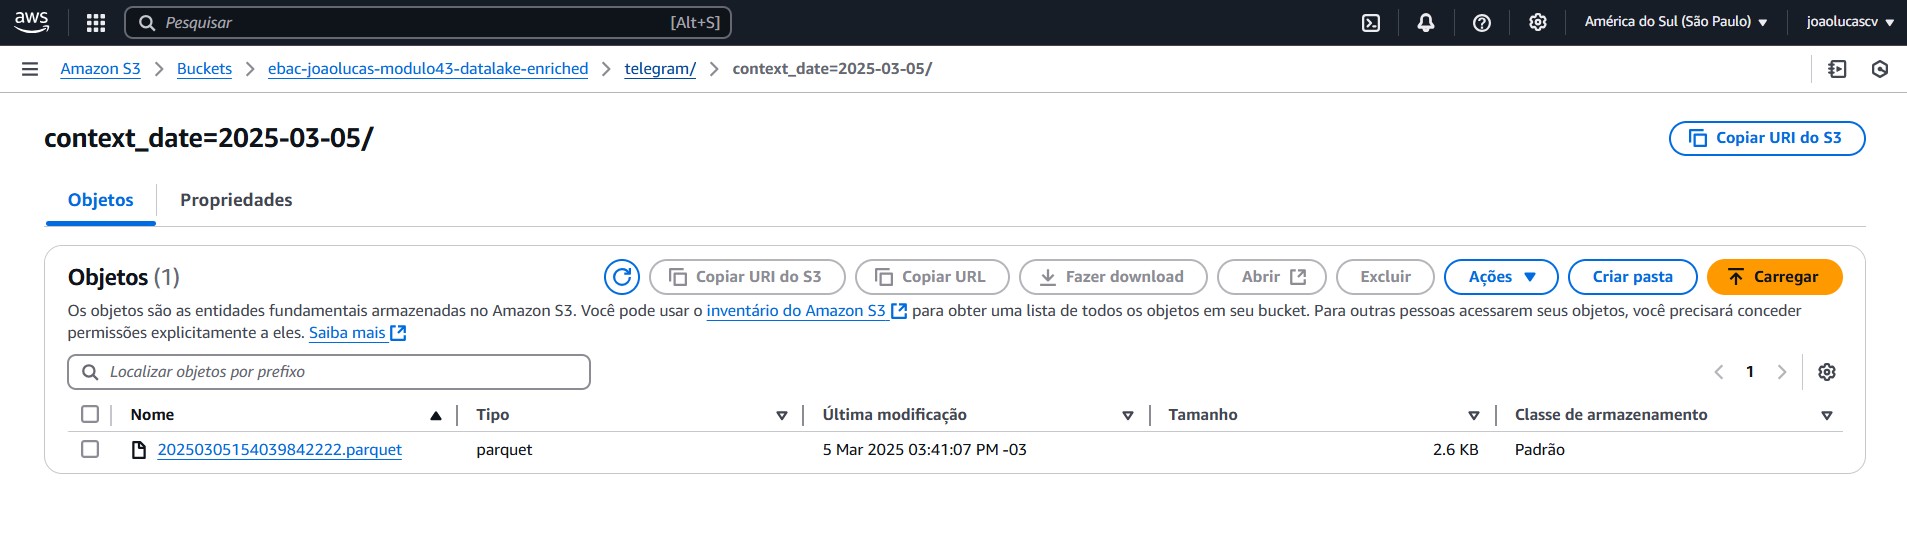 aws
Pesquisar [Alt+S] América do Sul (São Paulo) joaolucascv
Amazon S3 Buckets ebac-joaolucas-modulo43-datalake-enriched telegram/ context_date=2025-03-05/
context_date=2025-03-05/
Copiar URI do S3
Objetos Propriedades
Objetos (1) Copiar URI do S3 Copiar URL Fazer download Abrir Excluir Ações Criar pasta Carregar
Os objetos são as entidades fundamentais armazenadas no Amazon S3. Você pode usar o inventário do Amazon S3 para obter uma lista de todos os objetos em seu bucket. Para outras pessoas acessarem seus objetos, você precisará conceder
permissões explicitamente a eles. Saiba mais
Localizar objetos por prefixo 1
Nome Tipo Última modificação Tamanho Classe de armazenamento
20250305154039842222.parquet parquet 5 Mar 2025 03:41:07 PM -03 2.6 KB Padrão